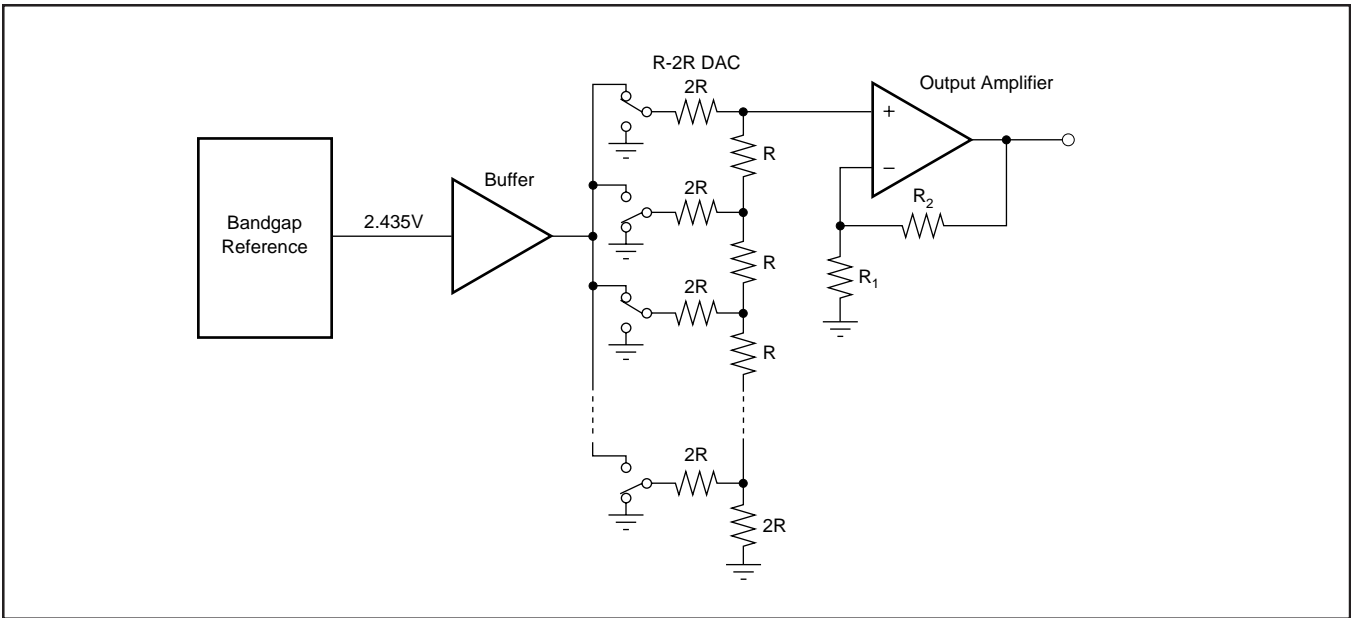 R-2R DAC
2R
Output Amplifier
+
−
R
Buffer
2R
R2
Bandgap
Reference
2.435V
R
R1
2R
R
2R
2R